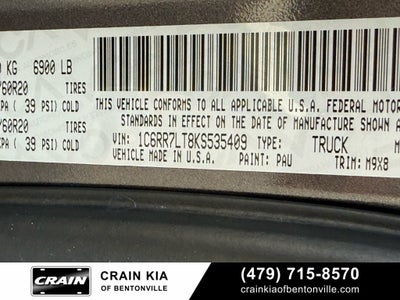 KG 6900 LB
/60R20 TIRES
PA ( 39 PSI) COLD
/60R20 TIRES
PA ( 39 PSI) COLD
THIS VEHICLE CONFORMS TO ALL APPLICABLE U.S.A. FEDERAL MOTOR
STANDARDS IN EFFECT ON THE DATE OF MANUFACTURE SHOWN
VIN: 1C6RR7LT8KS535409 TYPE: TRUCK
VEHICLE MADE IN U.S.A. PAINT: PAU TRIM: M9X8
CRAIN
CRAIN KIA
OF BENTONVILLE
(479) 715-8570
crainkiaofbentonville.com